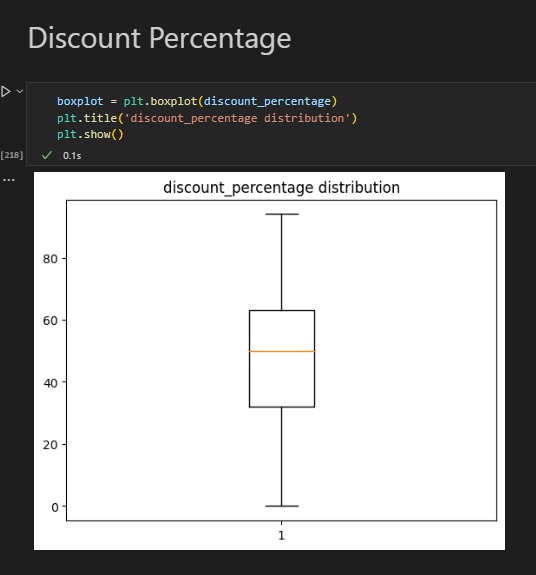 Discount Percentage
boxplot = plt.boxplot(discount_percentage)
plt.title('discount_percentage distribution')
plt.show()
[218]
0.1s
...
discount_percentage distribution
80
60
40
20
0
1